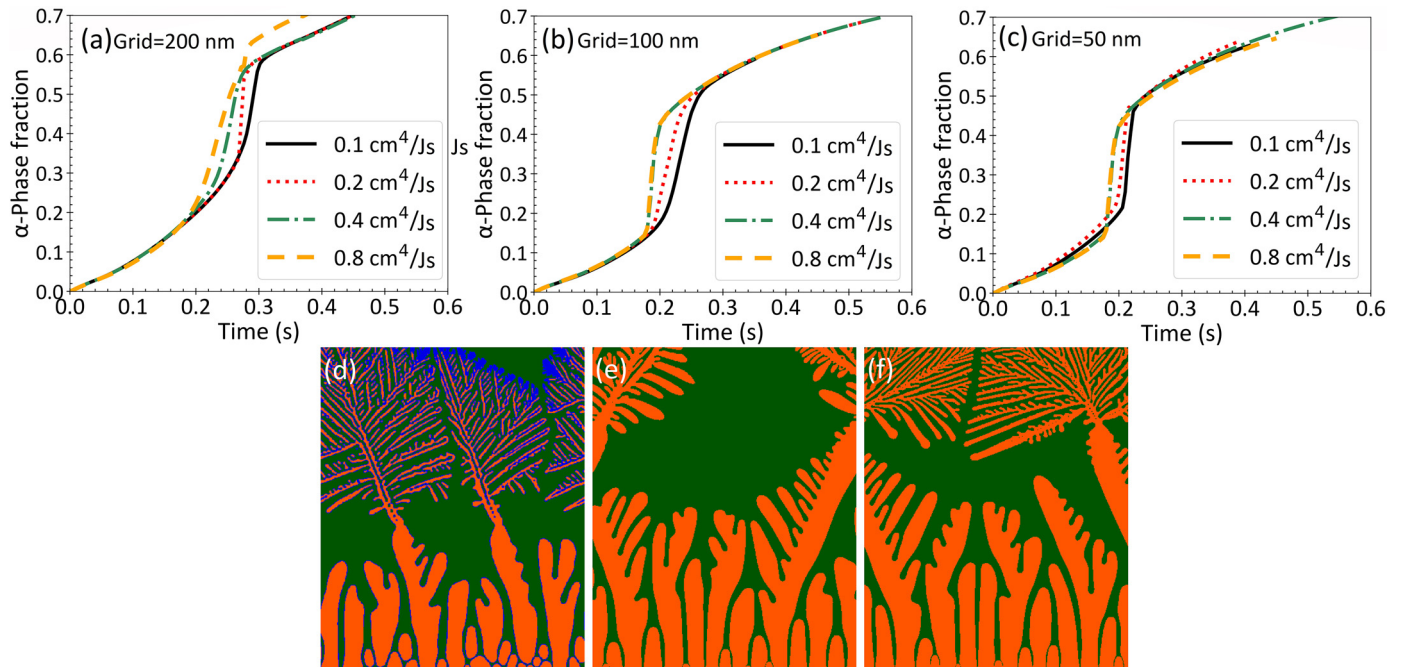 (a) Grid=200 nm
α-Phase fraction
0.7
0.6
0.5
0.4
0.3
0.2
0.1
0.0
0.1 cm⁴/Js Js
0.2 cm⁴/Js
0.4 cm⁴/Js
0.8 cm⁴/Js
0.0 0.1 0.2 0.3 0.4 0.5 0.6
Time (s)
(b) Grid=100 nm
α-Phase fraction
0.7
0.6
0.5
0.4
0.3
0.2
0.1
0.0
0.1 cm⁴/Js
0.2 cm⁴/Js
0.4 cm⁴/Js
0.8 cm⁴/Js
0.0 0.1 0.2 0.3 0.4 0.5 0.6
Time (s)
(c) Grid=50 nm
α-Phase fraction
0.7
0.6
0.5
0.4
0.3
0.2
0.1
0.0
0.1 cm⁴/Js
0.2 cm⁴/Js
0.4 cm⁴/Js
0.8 cm⁴/Js
0.0 0.1 0.2 0.3 0.4 0.5 0.6
Time (s)
(d)
(e)
(f)